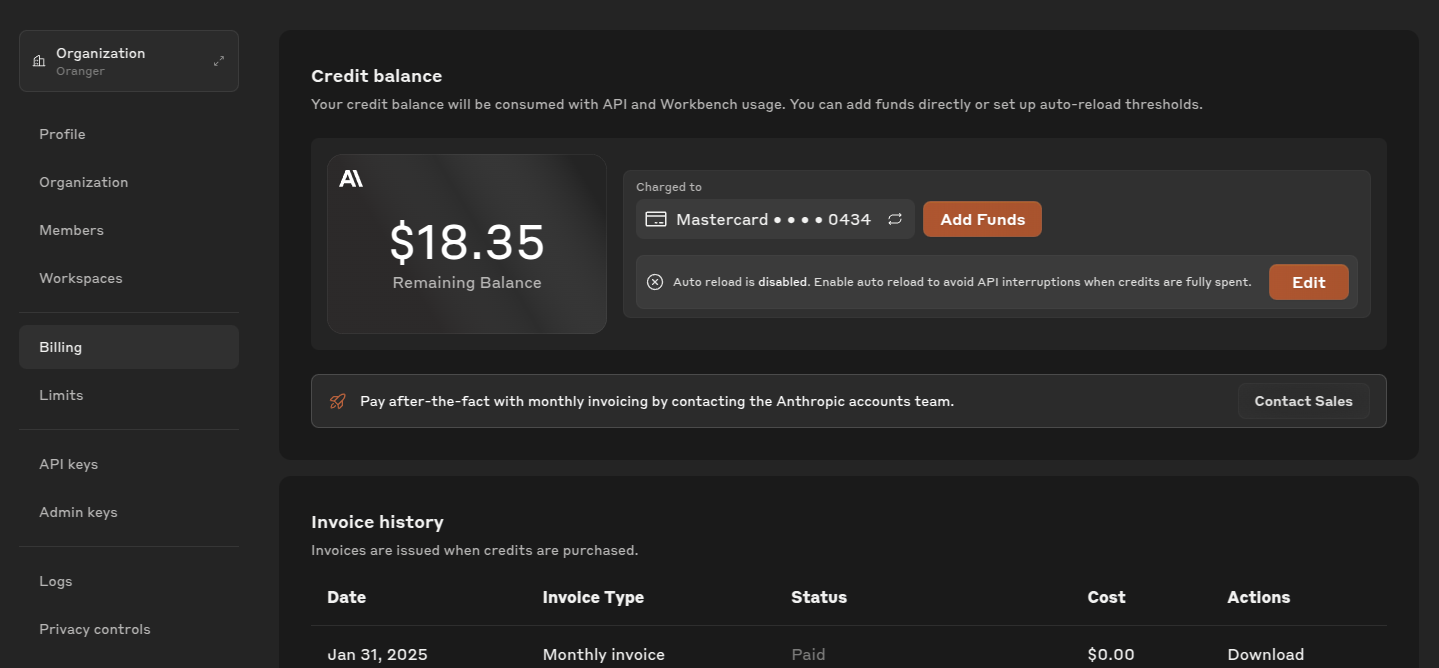 Organization
Oranger
Profile
Organization
Members
Workspaces
Billing
Limits
API keys
Admin keys
Logs
Privacy controls
Credit balance
Your credit balance will be consumed with API and Workbench usage. You can add funds directly or set up auto-reload thresholds.
A\
$18.35
Remaining Balance
Charged to
Mastercard • • • • 0434
Add Funds
Auto reload is disabled. Enable auto reload to avoid API interruptions when credits are fully spent.
Edit
Pay after-the-fact with monthly invoicing by contacting the Anthropic accounts team.
Contact Sales
Invoice history
Invoices are issued when credits are purchased.
Date Invoice Type Status Cost Actions
Jan 31, 2025 Monthly invoice Paid $0.00 Download